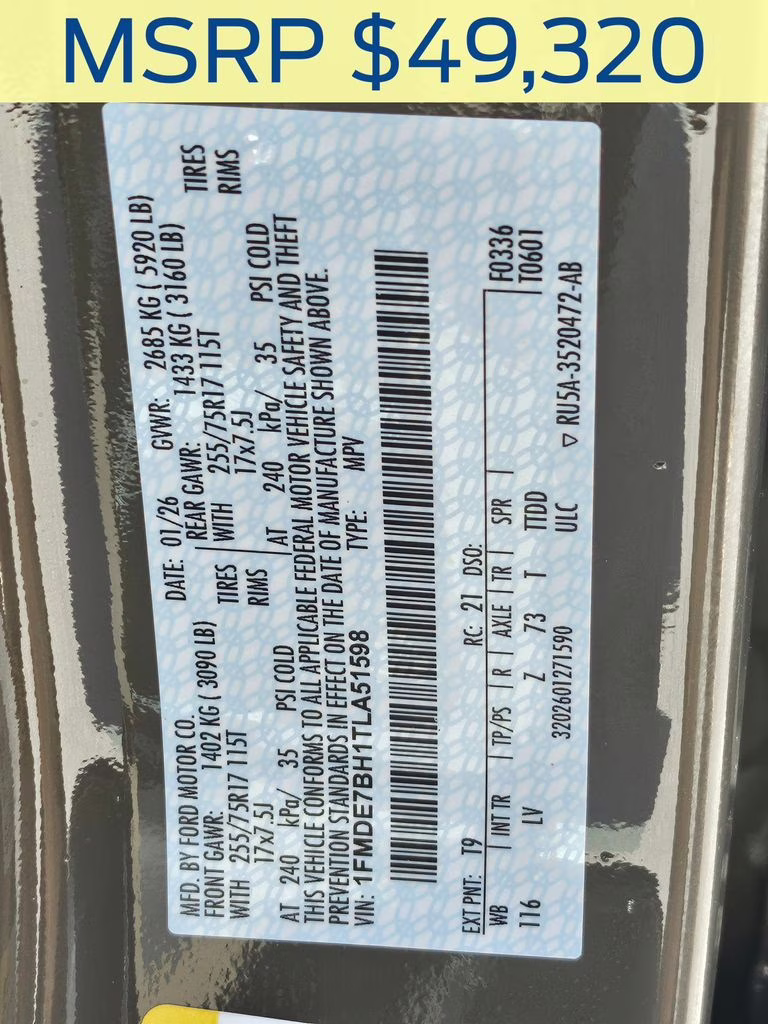 MSRP $49,320
MFD. BY FORD MOTOR CO.
DATE: 01/26 GVWR: 2685 KG ( 5920 LB)
FRONT GAWR: 1402 KG ( 3090 LB)
REAR GAWR: 1433 KG ( 3160 LB)
WITH 255/75R17 115T TIRES
WITH 255/75R17 115T TIRES
17x7.5J RIMS
17x7.5J RIMS
AT 240 kPa/ 35 PSI COLD
AT 240 kPa/ 35 PSI COLD
THIS VEHICLE CONFORMS TO ALL APPLICABLE FEDERAL MOTOR VEHICLE SAFETY AND THEFT
PREVENTION STANDARDS IN EFFECT ON THE DATE OF MANUFACTURE SHOWN ABOVE.
VIN: 1FMDE7BH1TLA51598 TYPE: MPV
EXT PNT: T9 RC: 21 DSO: F0336
WB INT TR TP/PS R AXLE TR SPR T0601
116 LV Z 73 T TTDD
3202601271590 ULC ▽ RU5A-3520472-AB